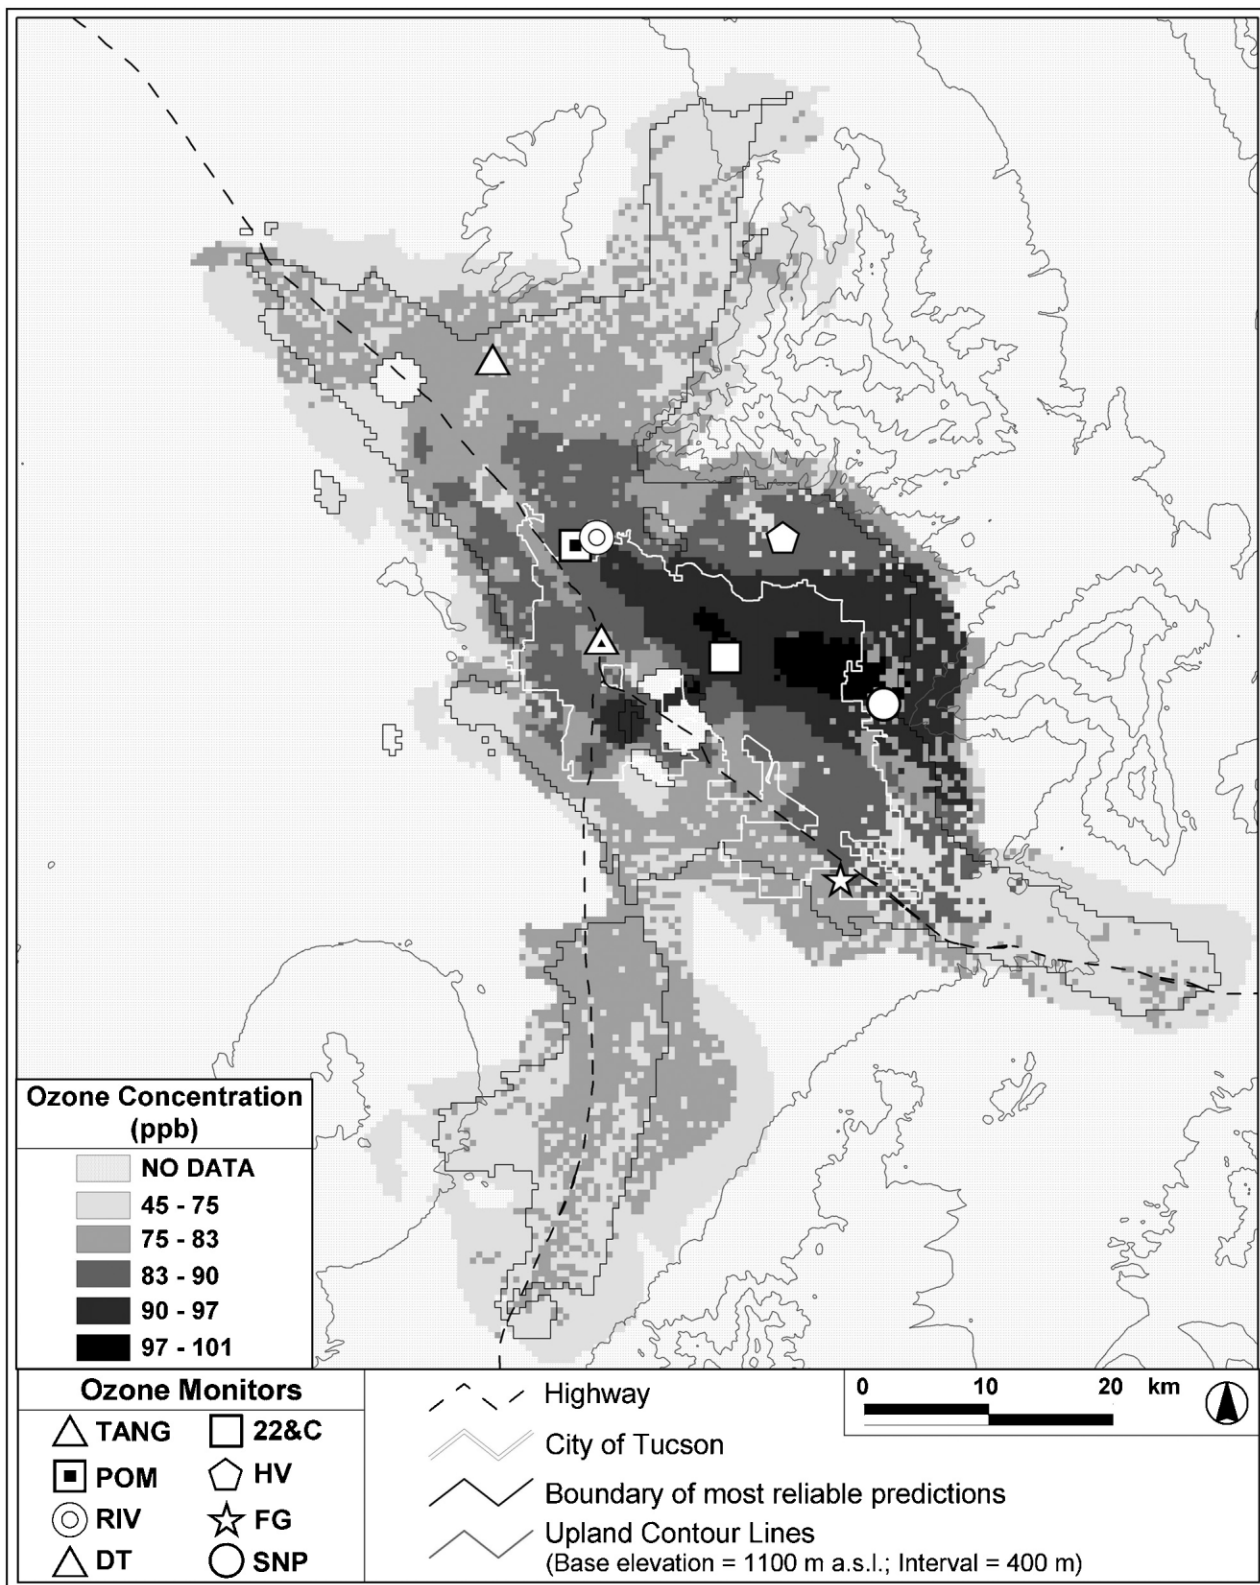 Ozone Concentration
(ppb)
NO DATA
45 - 75
75 - 83
83 - 90
90 - 97
97 - 101
Ozone Monitors
TANG
22&C
POM
HV
RIV
FG
DT
SNP
Highway
City of Tucson
Boundary of most reliable predictions
Upland Contour Lines
(Base elevation = 1100 m a.s.l.; Interval = 400 m)
0 10 20 km